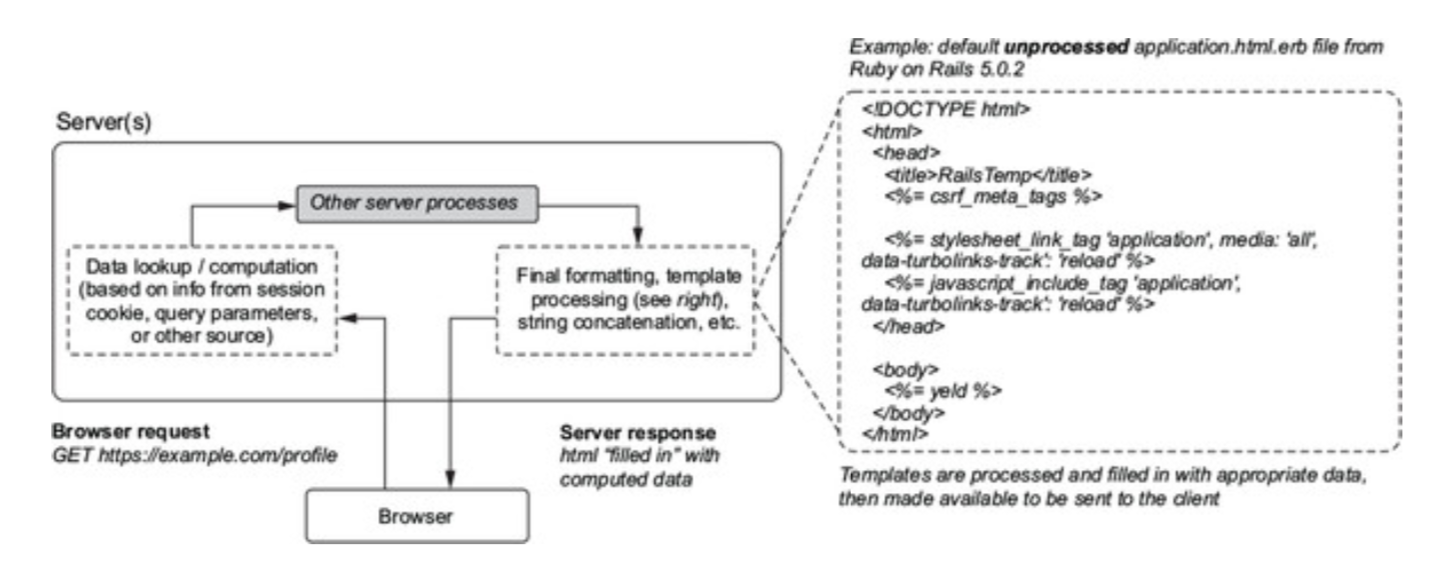 Example: default unprocessed application.html.erb file from
Ruby on Rails 5.0.2
Server(s)
Other server processes
Data lookup / computation
(based on info from session
cookie, query parameters,
or other source)
Final formatting, template
processing (see right),
string concatenation, etc.
<!DOCTYPE html>
<html>
<head>
<title>RailsTemp</title>
<%= csrf_meta_tags %>
<%= stylesheet_link_tag 'application', media: 'all',
data-turbolinks-track': 'reload' %>
<%= javascript_include_tag 'application',
data-turbolinks-track': 'reload' %>
</head>
<body>
<%= yeld %>
</body>
</html>
Browser request
GET https://example.com/profile
Server response
html "filled in" with
computed data
Browser
Templates are processed and filled in with appropriate data,
then made available to be sent to the client